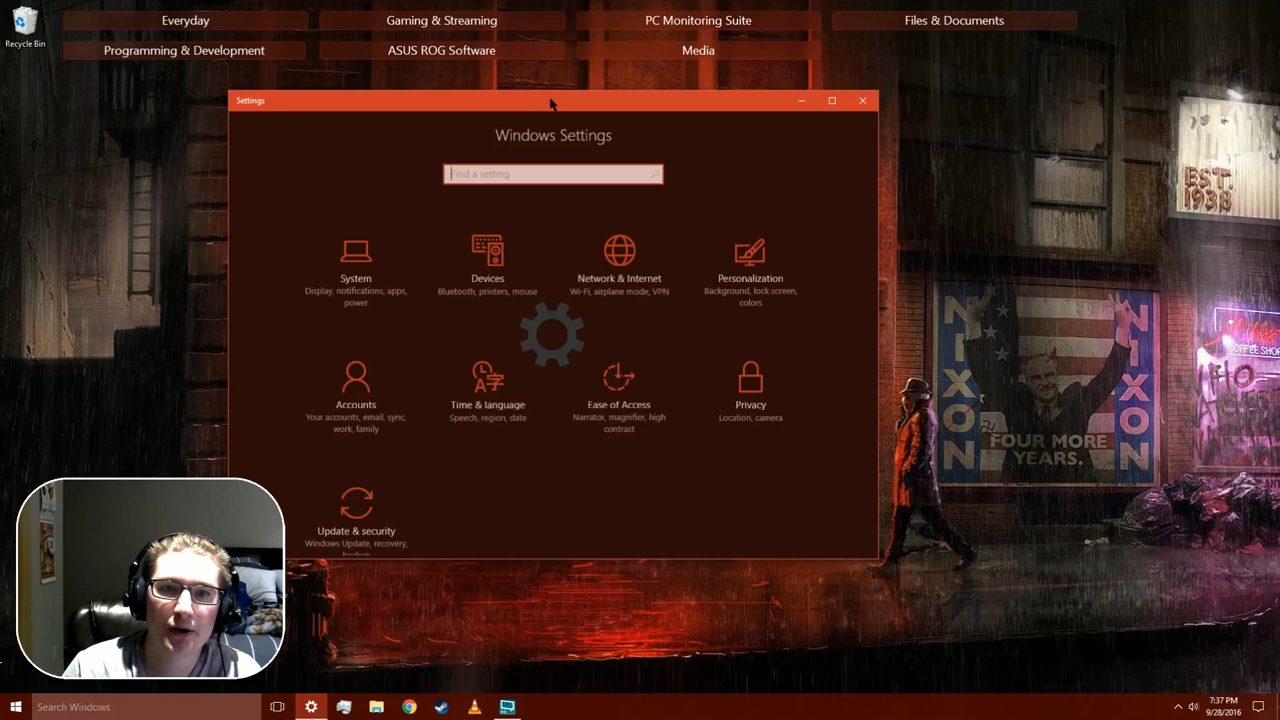 Everyday
Gaming & Streaming
PC Monitoring Suite
Files & Documents
Recycle Bin
Programming & Development
ASUS ROG Software
Media
Settings
Windows Settings
Find a setting
System
Display, notifications, apps,
power
Devices
Bluetooth, printers, mouse
Network & Internet
Wi-Fi, airplane mode, VPN
Personalization
Background, lock screen,
colors
Accounts
Your accounts, email, sync,
work, family
Time & language
Speech, region, date
Ease of Access
Narrator, magnifier, high
contrast
Privacy
Location, camera
Update & security
Windows Update, recovery,
backup
EST.
1938
NIXON
NIXON
FOUR MORE
YEARS.
COFFEE SHOP
WHO
Search Windows
7:37 PM
9/28/2016